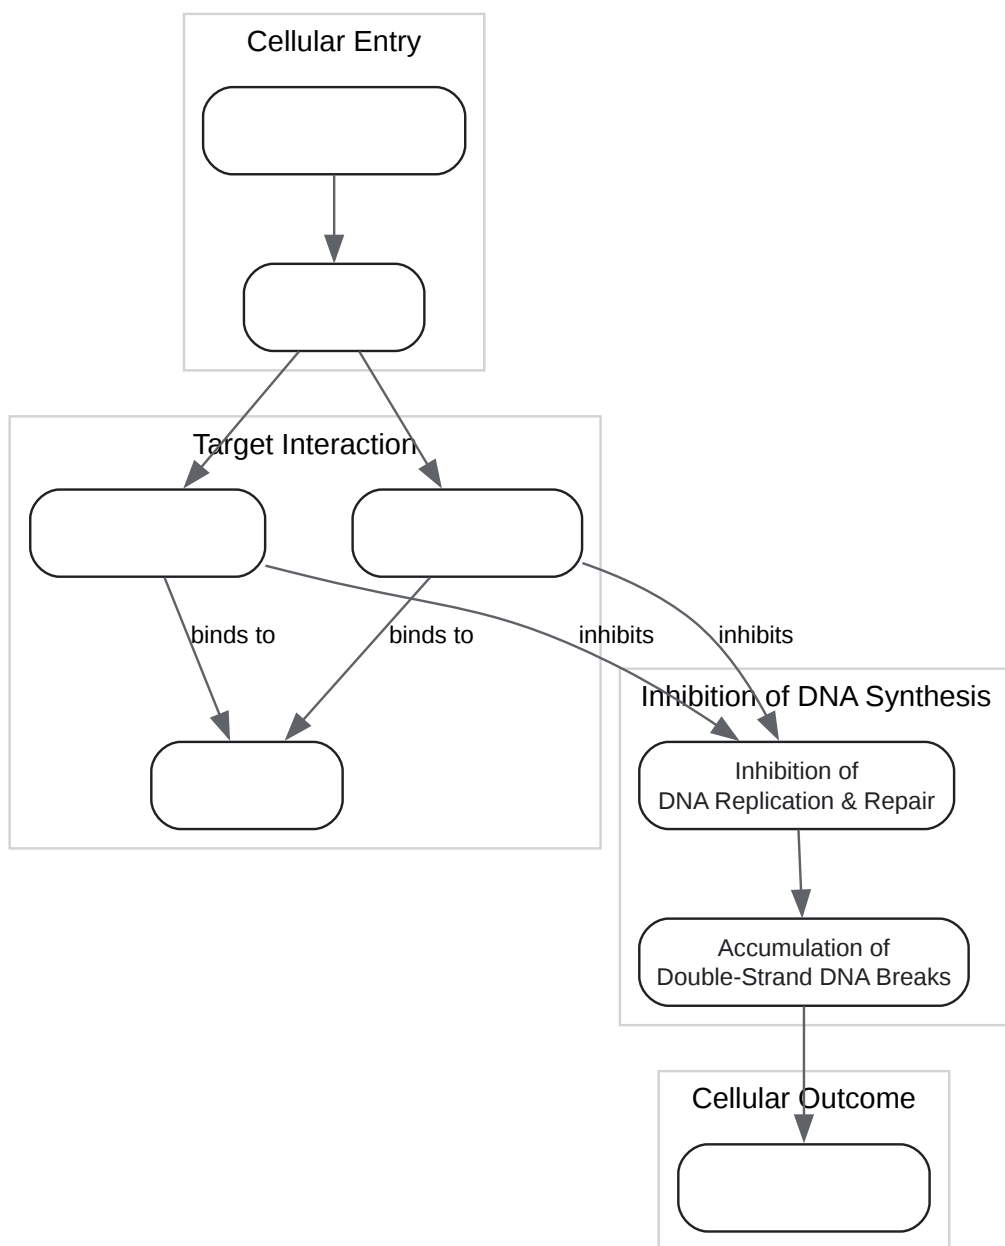 Cellular Entry
Target Interaction
binds to
binds to
inhibits
inhibits
Inhibition of DNA Synthesis
Inhibition of
DNA Replication & Repair
Accumulation of
Double-Strand DNA Breaks
Cellular Outcome